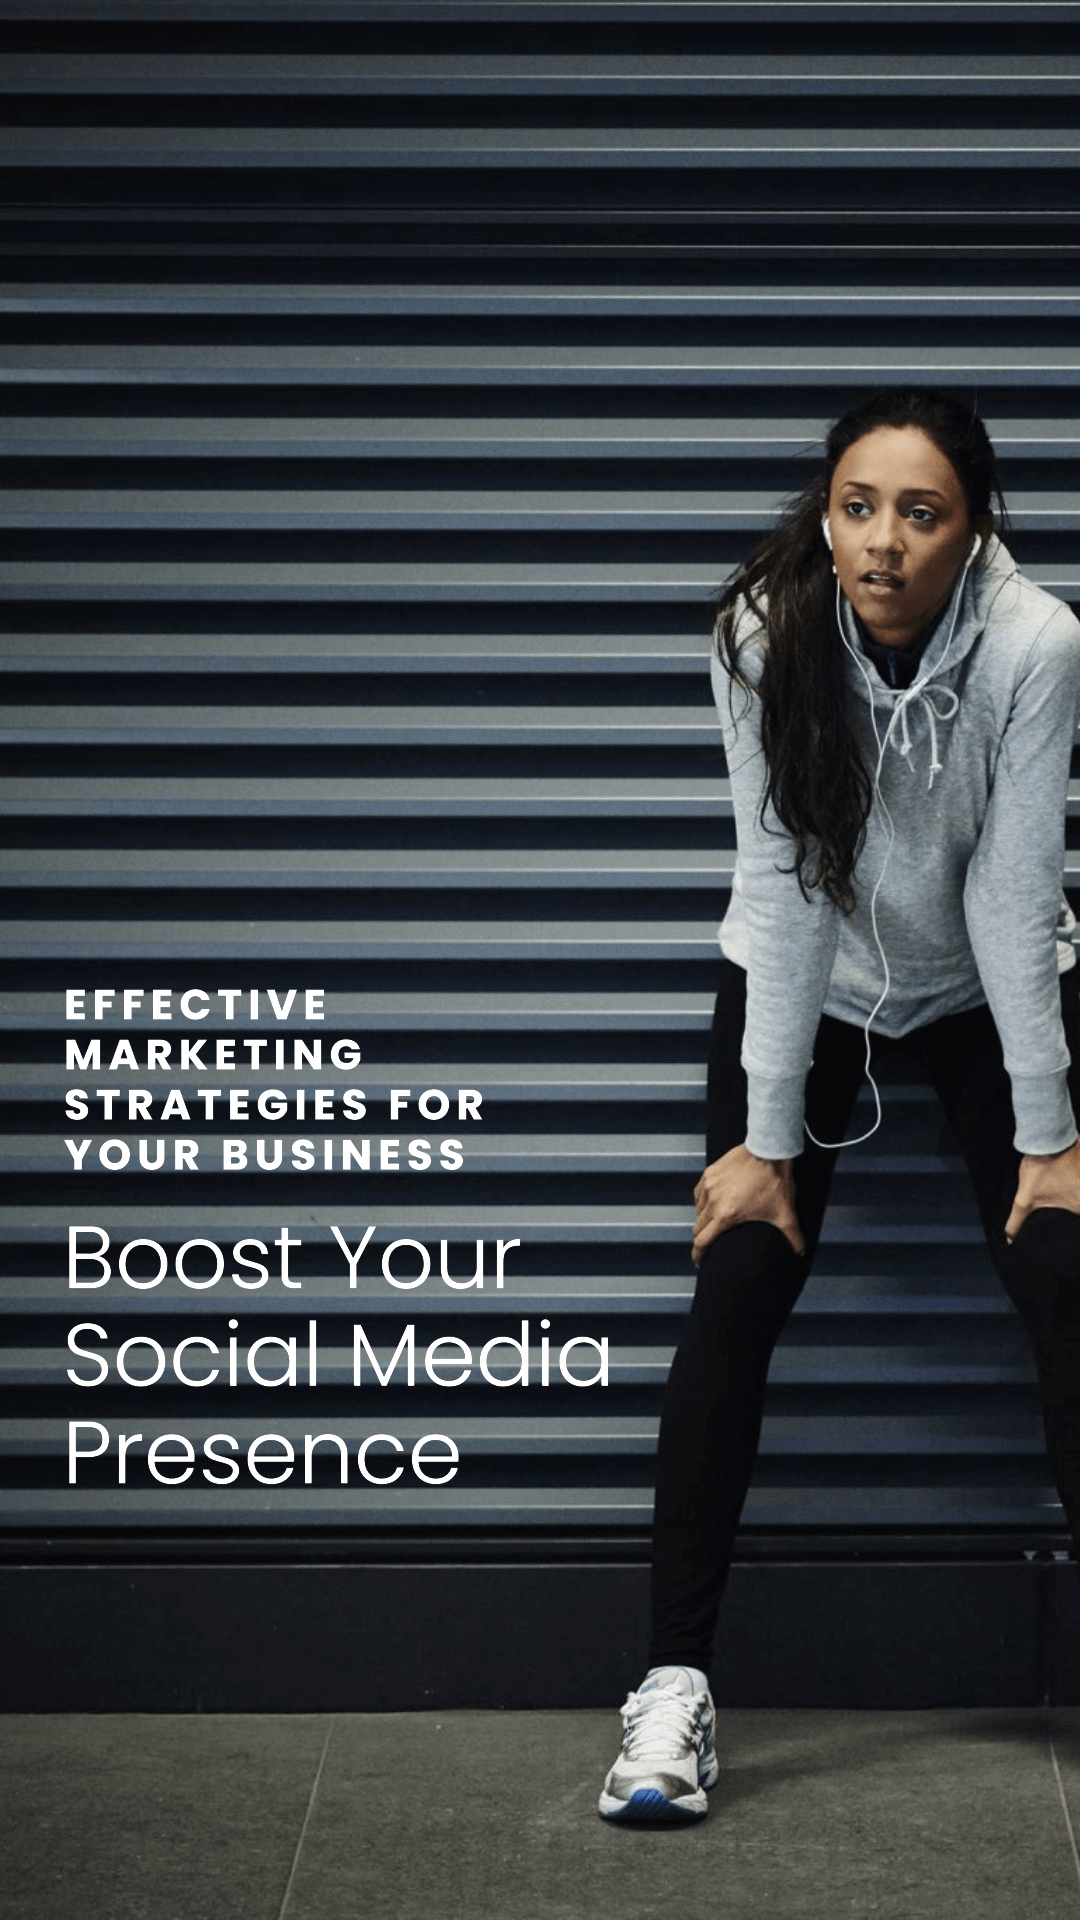 EFFECTIVE
MARKETING
STRATEGIES FOR
YOUR BUSINESS
Boost Your
Social Media
Presence